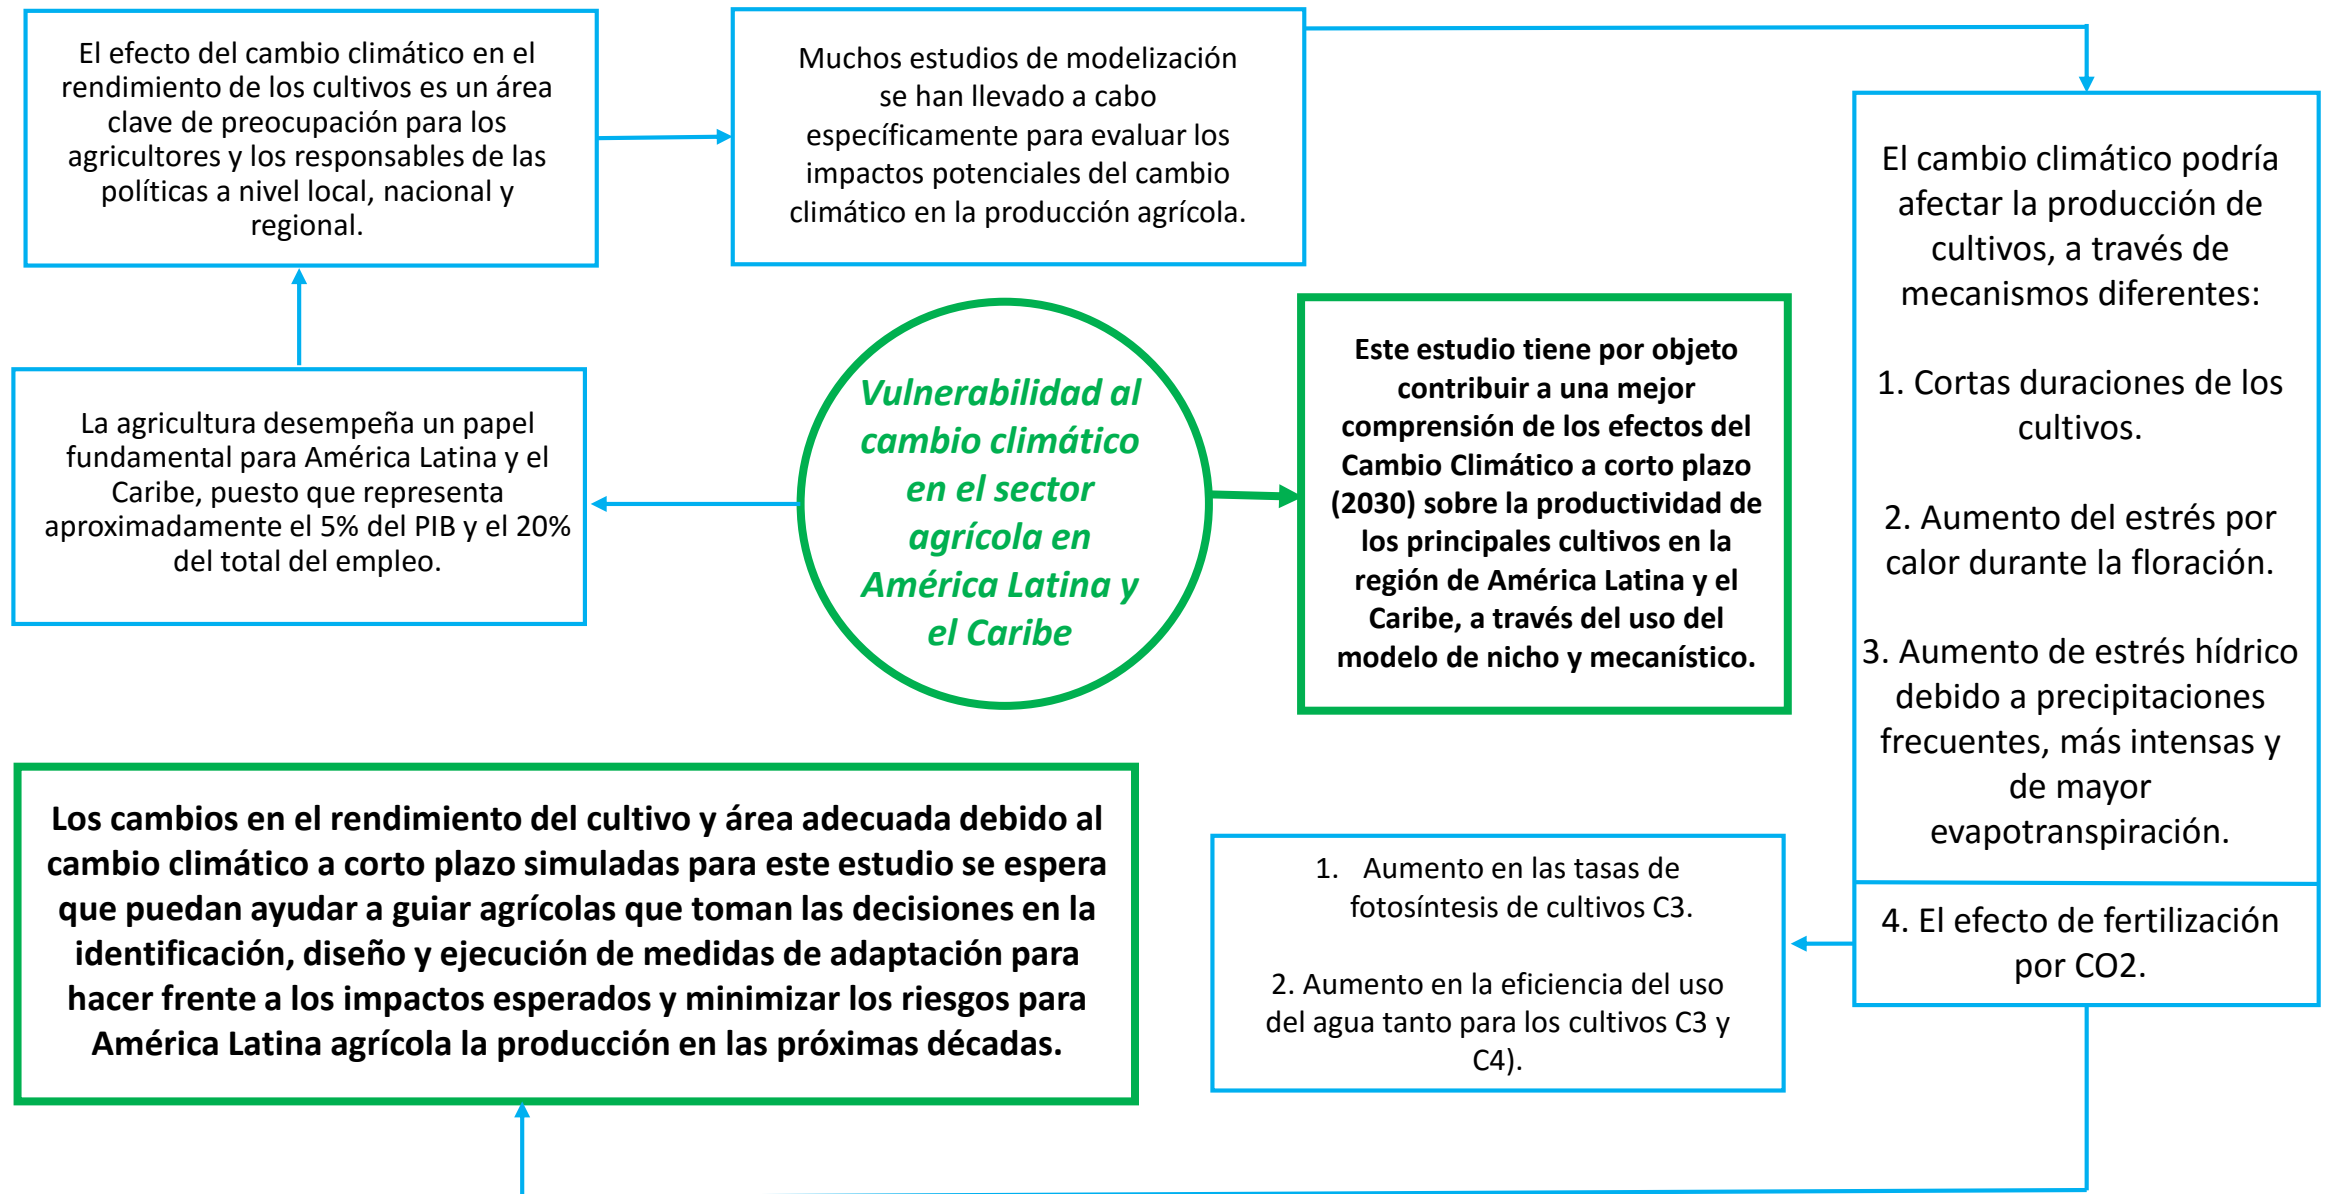 El efecto del cambio climático en el
rendimiento de los cultivos es un área
clave de preocupación para los
agricultores y los responsables de las
políticas a nivel local, nacional y
regional.
Muchos estudios de modelización
se han llevado a cabo
específicamente para evaluar los
impactos potenciales del cambio
climático en la producción agrícola.
El cambio climático podría
afectar la producción de
cultivos, a través de
mecanismos diferentes:
1. Cortas duraciones de los
cultivos.
2. Aumento del estrés por
calor durante la floración.
3. Aumento de estrés hídrico
debido a precipitaciones
frecuentes, más intensas y
de mayor
evapotranspiración.
4. El efecto de fertilización
por CO2.
La agricultura desempeña un papel
fundamental para América Latina y el
Caribe, puesto que representa
aproximadamente el 5% del PIB y el 20%
del total del empleo.
Vulnerabilidad al
cambio climático
en el sector
agrícola en
América Latina y
el Caribe
Este estudio tiene por objeto
contribuir a una mejor
comprensión de los efectos del
Cambio Climático a corto plazo
(2030) sobre la productividad de
los principales cultivos en la
región de América Latina y el
Caribe, a través del uso del
modelo de nicho y mecanístico.
Los cambios en el rendimiento del cultivo y área adecuada debido al
cambio climático a corto plazo simuladas para este estudio se espera
que puedan ayudar a guiar agrícolas que toman las decisiones en la
identificación, diseño y ejecución de medidas de adaptación para
hacer frente a los impactos esperados y minimizar los riesgos para
América Latina agrícola la producción en las próximas décadas.
1. Aumento en las tasas de
fotosíntesis de cultivos C3.
2. Aumento en la eficiencia del uso
del agua tanto para los cultivos C3 y
C4).